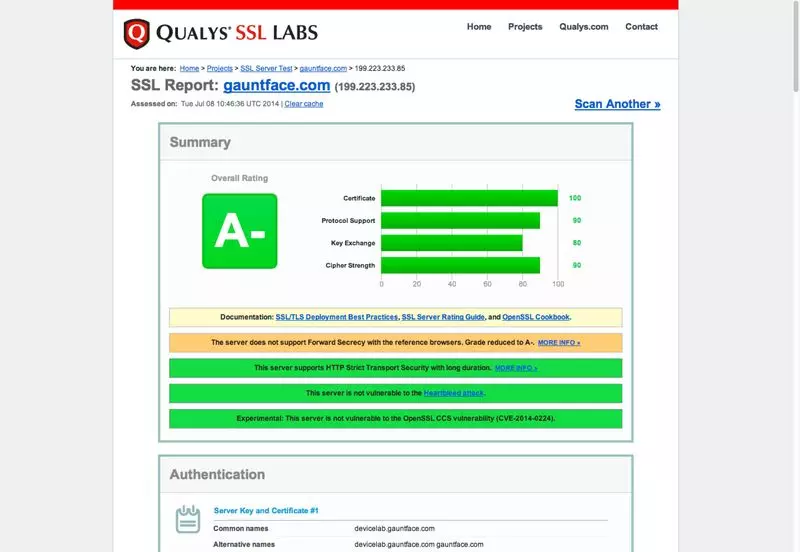 QUALYS® SSL LABS
Home Projects Qualys.com Contact
You are here: Home > Projects > SSL Server Test > gauntface.com > 199.223.233.85
SSL Report: gauntface.com (199.223.233.85)
Assessed on: Tue Jul 08 10:46:36 UTC 2014 | Clear cache
Scan Another »
Summary
Overall Rating
A-
Certificate 100
Protocol Support 90
Key Exchange 80
Cipher Strength 90
0 20 40 60 80 100
Documentation: SSL/TLS Deployment Best Practices, SSL Server Rating Guide, and OpenSSL Cookbook.
The server does not support Forward Secrecy with the reference browsers. Grade reduced to A-. MORE INFO »
This server supports HTTP Strict Transport Security with long duration. MORE INFO »
This server is not vulnerable to the Heartbleed attack.
Experimental: This server is not vulnerable to the OpenSSL CCS vulnerability (CVE-2014-0224).
Authentication
Server Key and Certificate #1
Common names devicelab.gauntface.com
Alternative names devicelab.gauntface.com gauntface.com